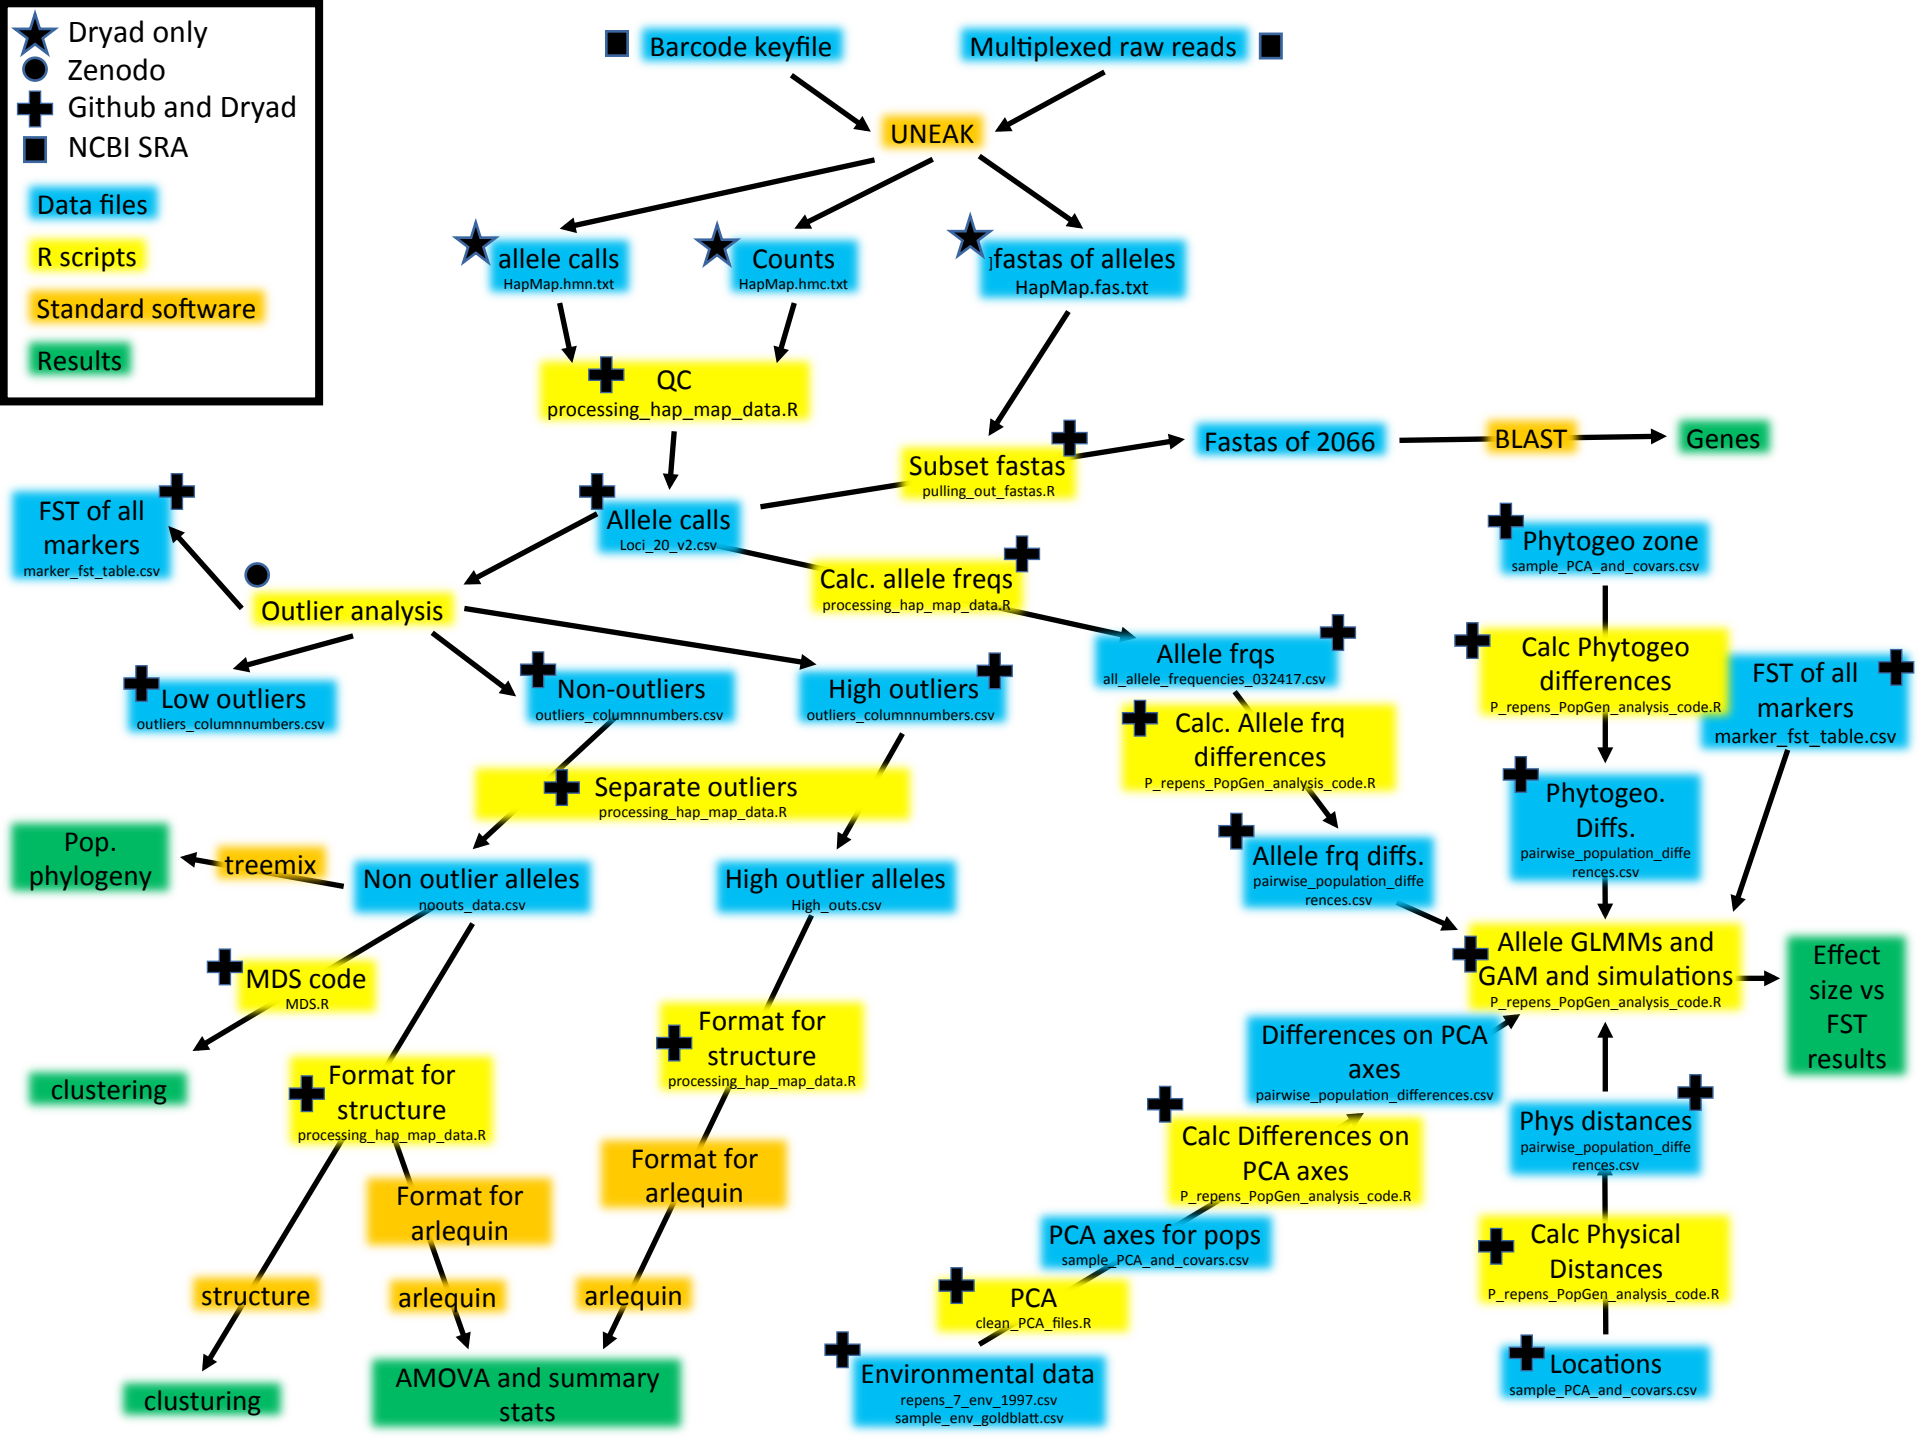 Dryad only
Zenodo
Github and Dryad
NCBI SRA
Data files
R scripts
Standard software
Results
Barcode keyfile
Multiplexed raw reads
UNEAK
allele calls
HapMap.hmn.txt
Counts
HapMap.hmc.txt
]fastas of alleles
HapMap.fas.txt
QC
processing_hap_map_data.R
Subset fastas
pulling_out_fastas.R
Fastas of 2066
BLAST
Genes
FST of all
markers
marker_fst_table.csv
Allele calls
Loci_20_v2.csv
Calc. allele freqs
processing_hap_map_data.R
Phytogeo zone
sample_PCA_and_covars.csv
Outlier analysis
Low outliers
outliers_columnnumbers.csv
Non-outliers
outliers_columnnumbers.csv
High outliers
outliers_columnnumbers.csv
Allele frqs
all_allele_frequencies_032417.csv
Calc Phytogeo
differences
P_repens_PopGen_analysis_code.R
FST of all
markers
marker_fst_table.csv
Calc. Allele frq
differences
P_repens_PopGen_analysis_code.R
Separate outliers
processing_hap_map_data.R
Phytogeo.
Diffs.
pairwise_population_diffe
rences.csv
Pop.
phylogeny
treemix
Non outlier alleles
noouts_data.csv
High outlier alleles
High_outs.csv
Allele frq diffs.
pairwise_population_diffe
rences.csv
Allele GLMMs and
GAM and simulations
P_repens_PopGen_analysis_code.R
Effect
size vs
FST
results
MDS code
MDS.R
clustering
Format for
structure
processing_hap_map_data.R
Format for
structure
processing_hap_map_data.R
Differences on PCA
axes
pairwise_population_differences.csv
Phys distances
pairwise_population_diffe
rences.csv
Calc Differences on
PCA axes
P_repens_PopGen_analysis_code.R
Format for
arlequin
Format for
arlequin
PCA axes for pops
sample_PCA_and_covars.csv
Calc Physical
Distances
P_repens_PopGen_analysis_code.R
structure
arlequin
arlequin
PCA
clean_PCA_files.R
clusturing
AMOVA and summary
stats
Environmental data
repens_7_env_1997.csv
sample_env_goldblatt.csv
Locations
sample_PCA_and_covars.csv